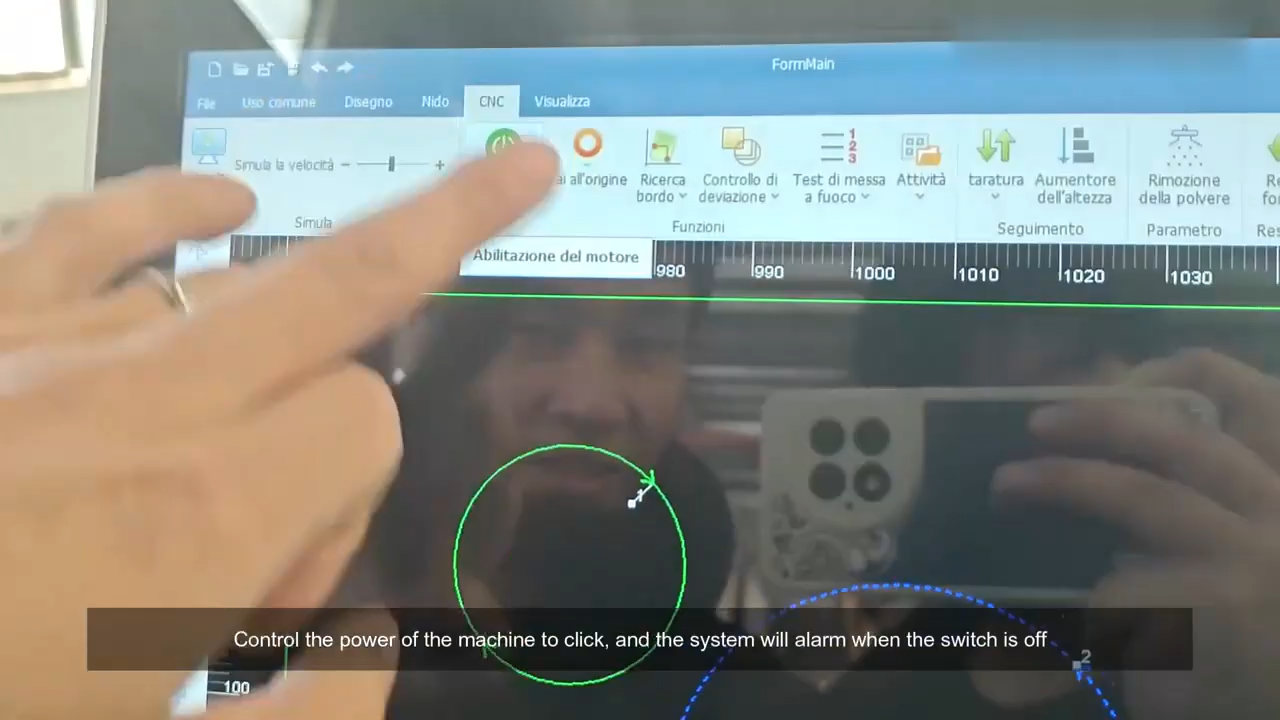 FormMain
File Uso comune Disegno Nido CNC Visualizza
Simula la velocità
all'origine
Ricerca
bordo
Controllo di
deviazione
Test di messa
a fuoco
Attività
taratura
Aumentore
dell'altezza
Rimozione
della polvere
Simula
Funzioni
Seguimento
Parametro
Abilitazione del motore
980 990 1000 1010 1020 1030
1
2
Control the power of the machine to click, and the system will alarm when the switch is off
100